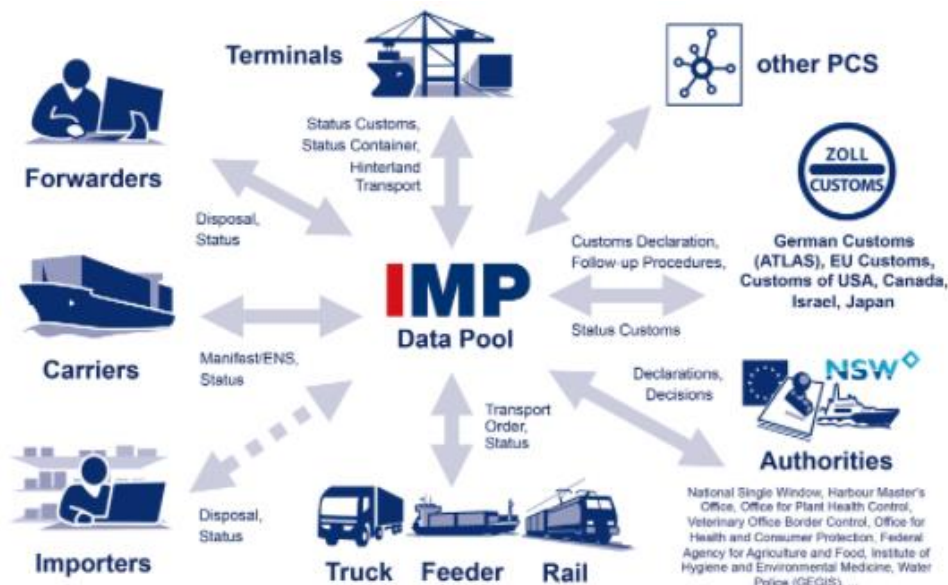 Terminals
other PCS
Status Customs,
Status Container,
Hinterland
Transport
Forwarders
Disposal,
Status
ZOLL
CUSTOMS
German Customs
(ATLAS), EU Customs,
Customs of USA, Canada,
Israel, Japan
Customs Declaration,
Follow-up Procedures,
Status Customs
IMP
Data Pool
Carriers
Manifest/ENS,
Status
Declarations,
Decisions
NSW
Authorities
National Single Window, Harbour Master's
Office, Office for Plant Health Control,
Veterinary Office Border Control, Office for
Health and Consumer Protection, Federal
Agency for Agriculture and Food, Institute of
Hygiene and Environmental Medicine, Water
Police (GEGIS)
Transport
Order,
Status
Disposal,
Status
Importers
Truck
Feeder
Rail